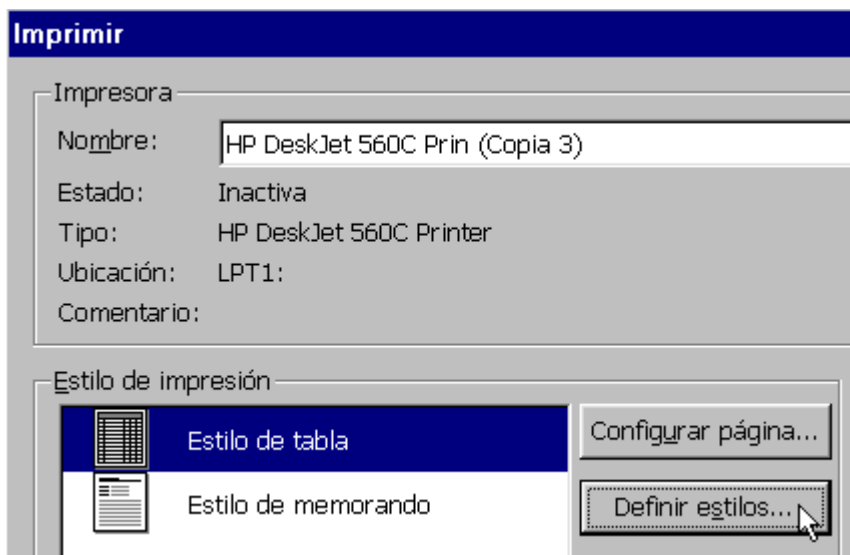 Imprimir
Impresora
Nombre: HP DeskJet 560C Prin (Copia 3)
Estado: Inactiva
Tipo: HP DeskJet 560C Printer
Ubicación: LPT1:
Comentario:
Estilo de impresión
Estilo de tabla
Configurar página...
Estilo de memorando
Definir estilos...